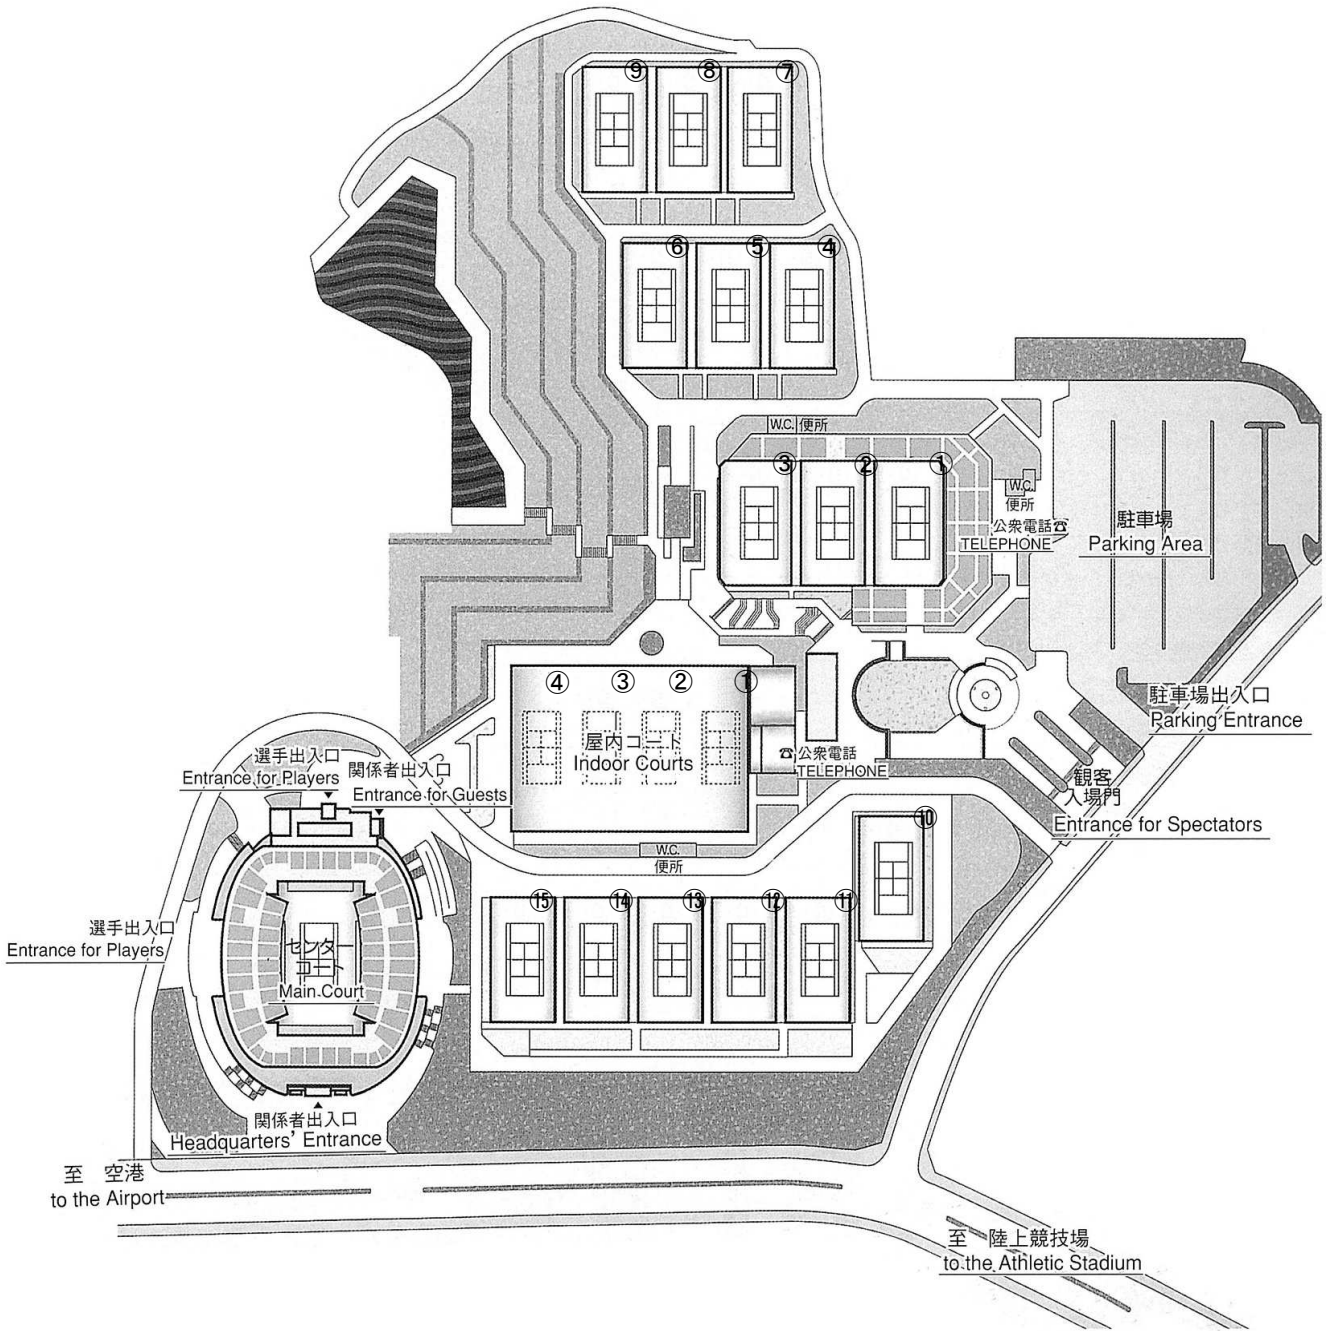 ⑨ ⑧ ⑦
⑥ ⑤ ④
W.C. 便所
③ ② ①
W.C.
便所
公衆電話☎
TELEPHONE
駐車場
Parking Area
駐車場出入口
Parking Entrance
④ ③ ② ①
屋内コート
Indoor Courts
☎公衆電話
TELEPHONE
観客
入場門
Entrance for Spectators
選手出入口
Entrance for Players
関係者出入口
Entrance for Guests
W.C.
便所
⑩
⑮ ⑭ ⑬ ⑫ ⑪
選手出入口
Entrance for Players
センター
コート
Main Court
関係者出入口
Headquarters' Entrance
至 空港
to the Airport
至 陸上競技場
to the Athletic Stadium